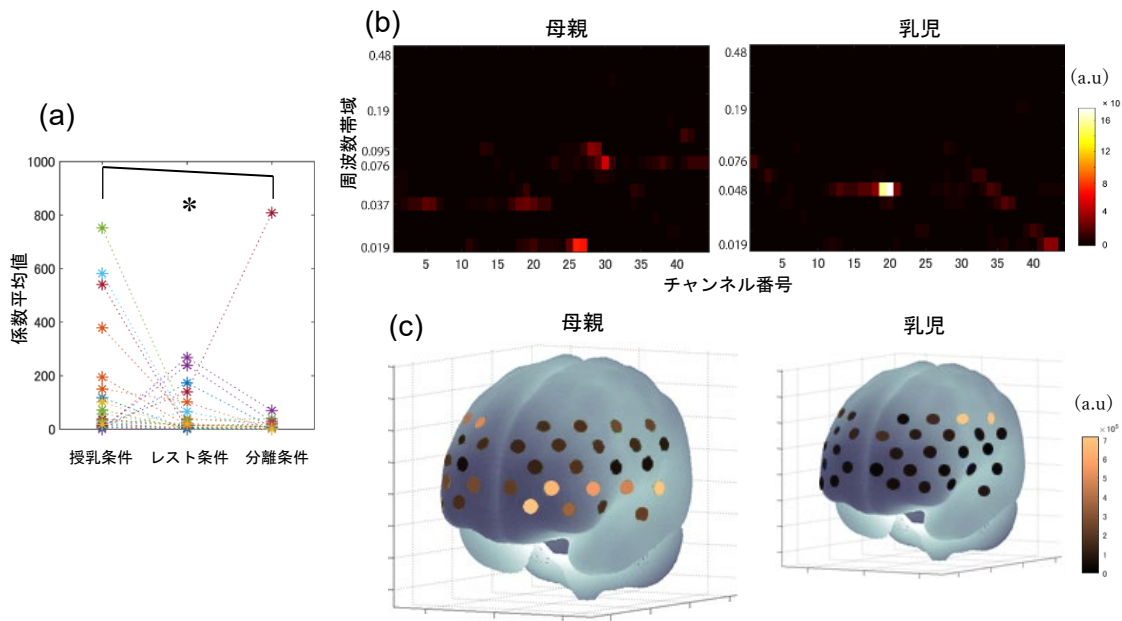 (a)
1000
800
600
400
200
0
係数平均値
授乳条件 レスト条件 分離条件
*
(b)
母親 乳児
周波数帯域
0.48
0.19
0.095
0.076
0.037
0.019
5 10 15 20 25 30 35 40
0.48
0.19
0.076
0.048
0.019
5 10 15 20 25 30 35 40
チャンネル番号
(a.u)
× 10
16
12
8
4
0
(c)
母親 乳児
(a.u)
× 10⁵
7
6
5
4
3
2
1
0